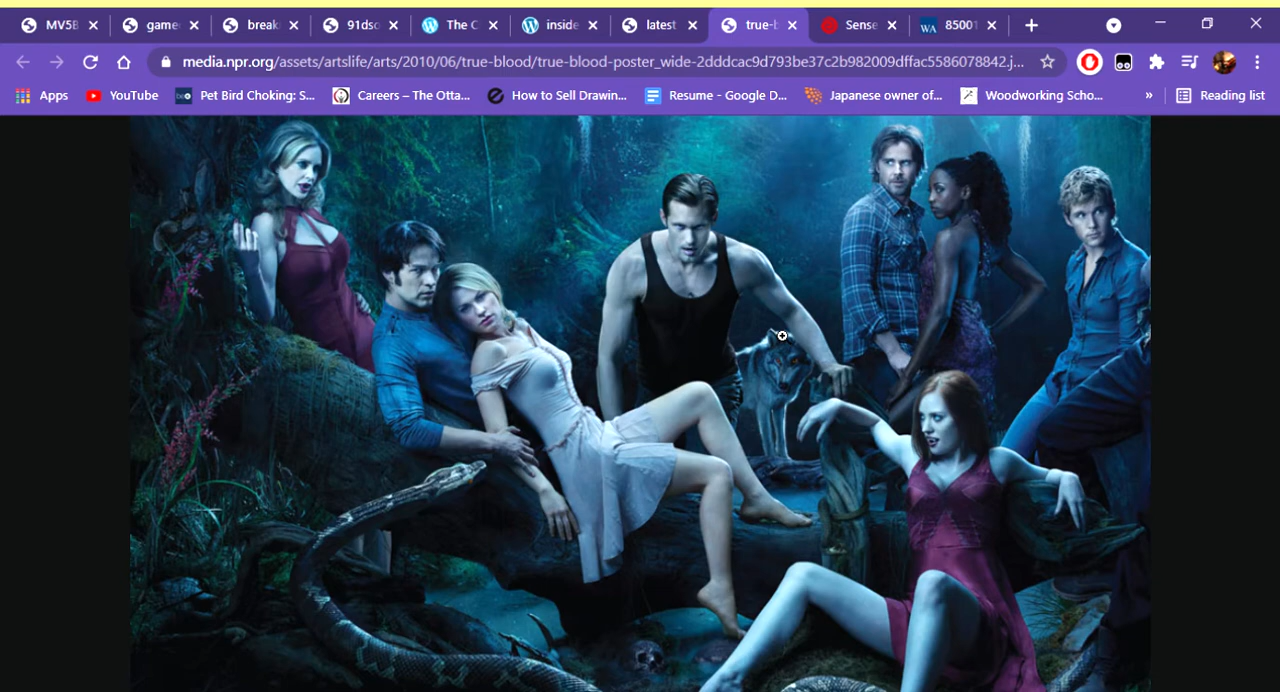 MV5B game breaki 91dsc The C inside latest true-b Sense 85001
media.npr.org/assets/artslife/arts/2010/06/true-blood/true-blood-poster_wide-2dddcac9d793be37c2b982009dffac5586078842.j...
Apps YouTube Pet Bird Choking: S... Careers – The Otta... How to Sell Drawin... Resume - Google D... Japanese owner of... Woodworking Scho... » Reading list